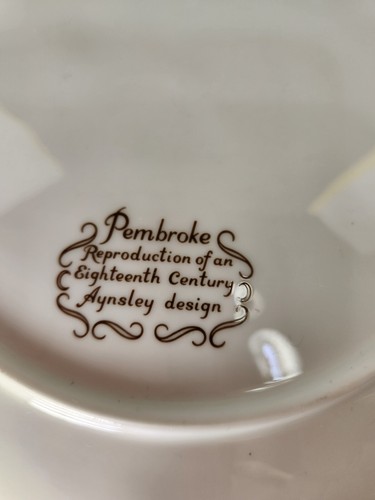 Pembroke
Reproduction of an
Eighteenth Century
Aynsley design